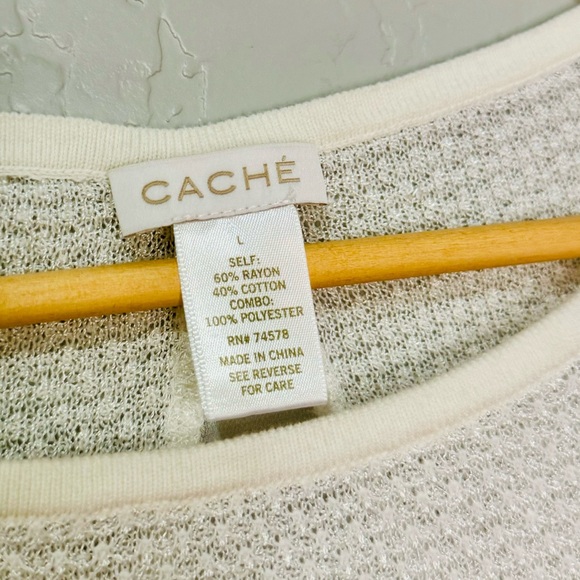 CACHÉ
L
SELF:
60% RAYON
40% COTTON
COMBO:
100% POLYESTER
RN# 74578
MADE IN CHINA
SEE REVERSE
FOR CARE